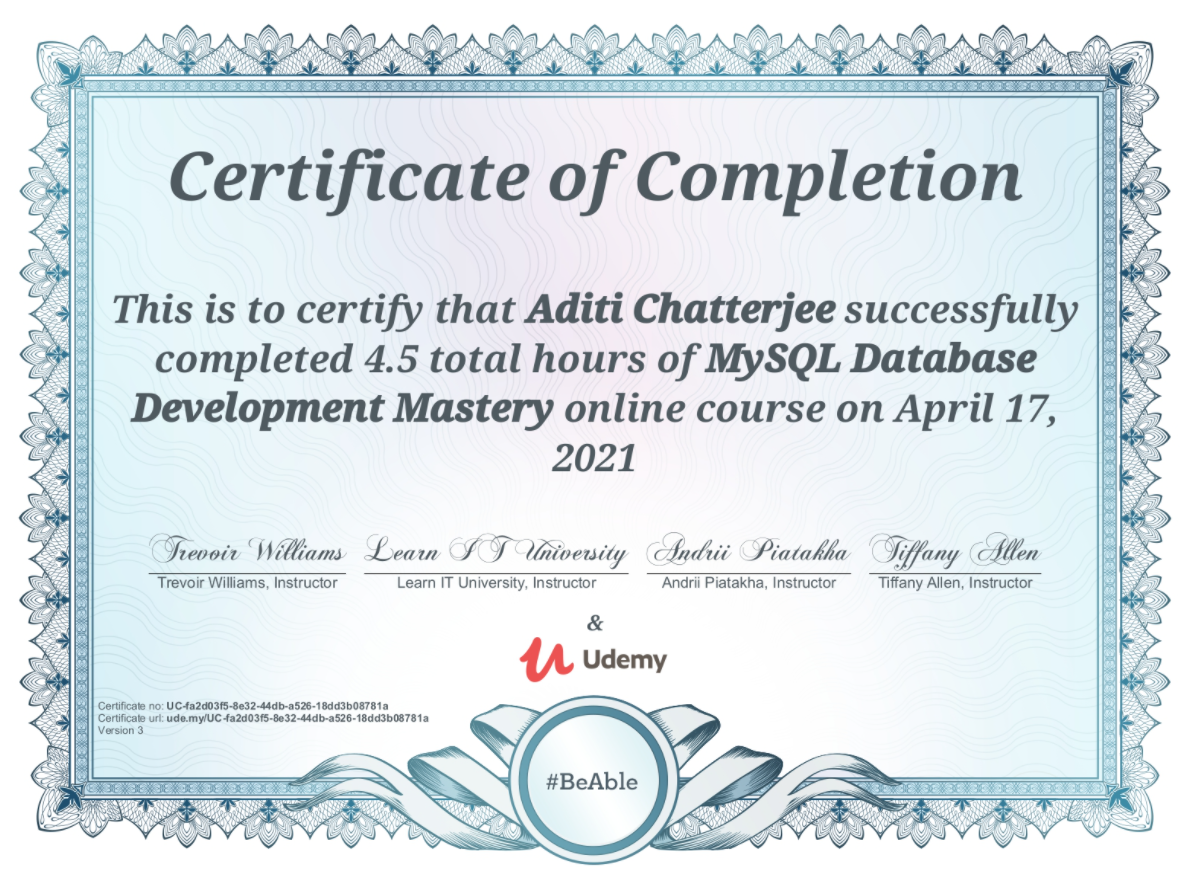 Certificate of Completion
This is to certify that Aditi Chatterjee successfully
completed 4.5 total hours of MySQL Database
Development Mastery online course on April 17,
2021
Trevoir Williams Learn IT University Andrii Piatakha Tiffany Allen
Trevoir Williams, Instructor Learn IT University, Instructor Andrii Piatakha, Instructor Tiffany Allen, Instructor
&
Udemy
Certificate no: UC-fa2d03f5-8e32-44db-a526-18dd3b08781a
Certificate url: ude.my/UC-fa2d03f5-8e32-44db-a526-18dd3b08781a
Version 3
#BeAble